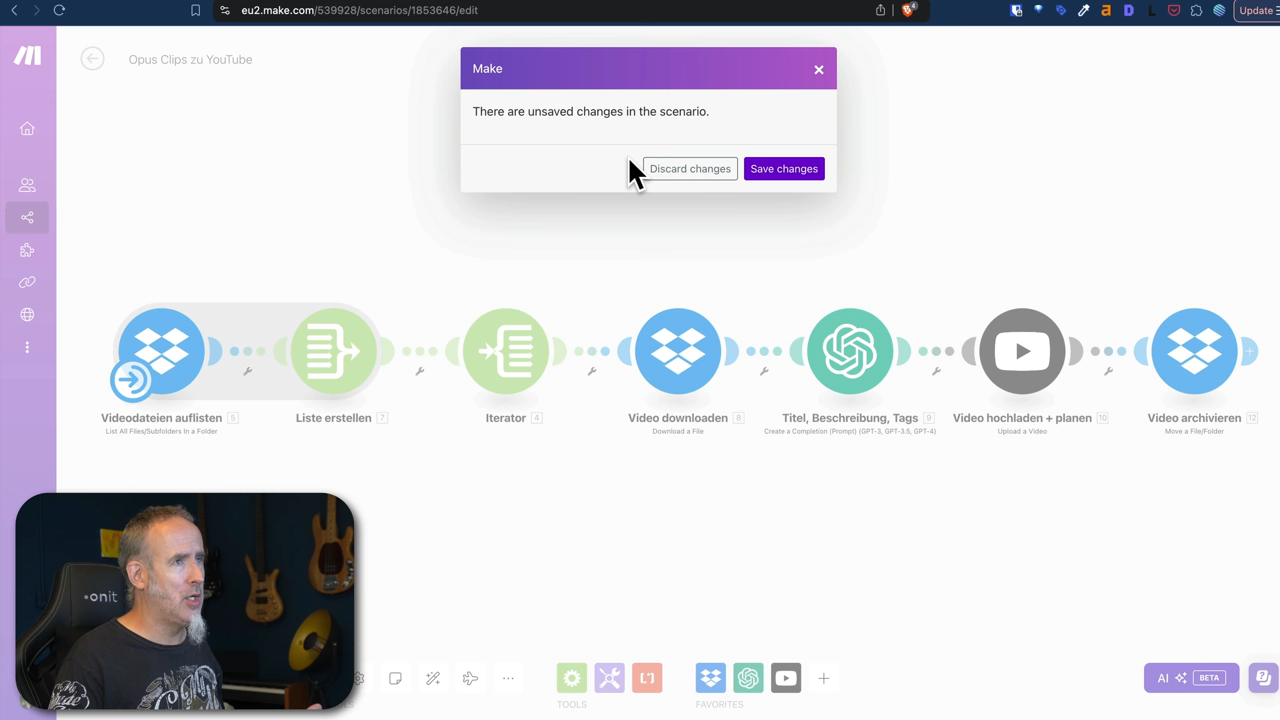 eu2.make.com/539928/scenarios/1853646/edit
4
Update
Opus Clips zu YouTube
Make
There are unsaved changes in the scenario.
Discard changes
Save changes
Videodateien auflisten 5
List All Files/Subfolders In a Folder
Liste erstellen 7
Iterator 4
Video downloaden 8
Download a File
Titel, Beschreibung, Tags 9
Create a Completion (Prompt) (GPT-3, GPT-3.5, GPT-4)
Video hochladen + planen 10
Upload a Video
Video archivieren 12
Move a File/Folder
onit
TOOLS
FAVORITES
AI
BETA